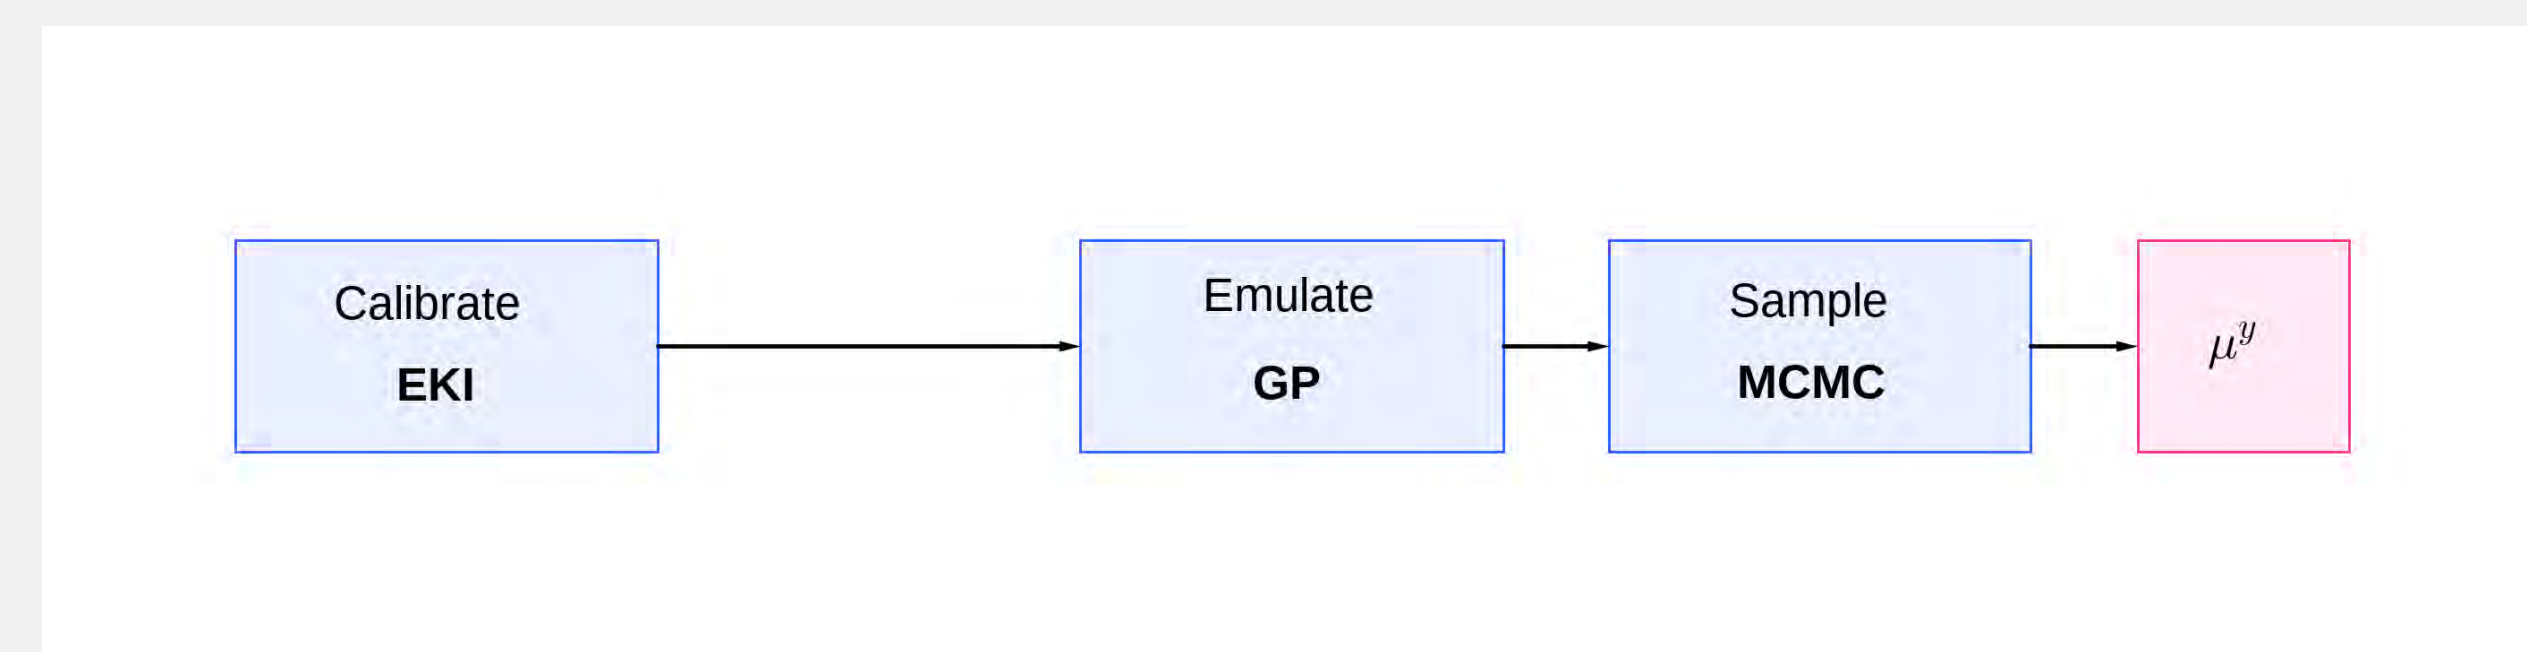 Calibrate
EKI
Emulate
GP
Sample
MCMC
μ^y